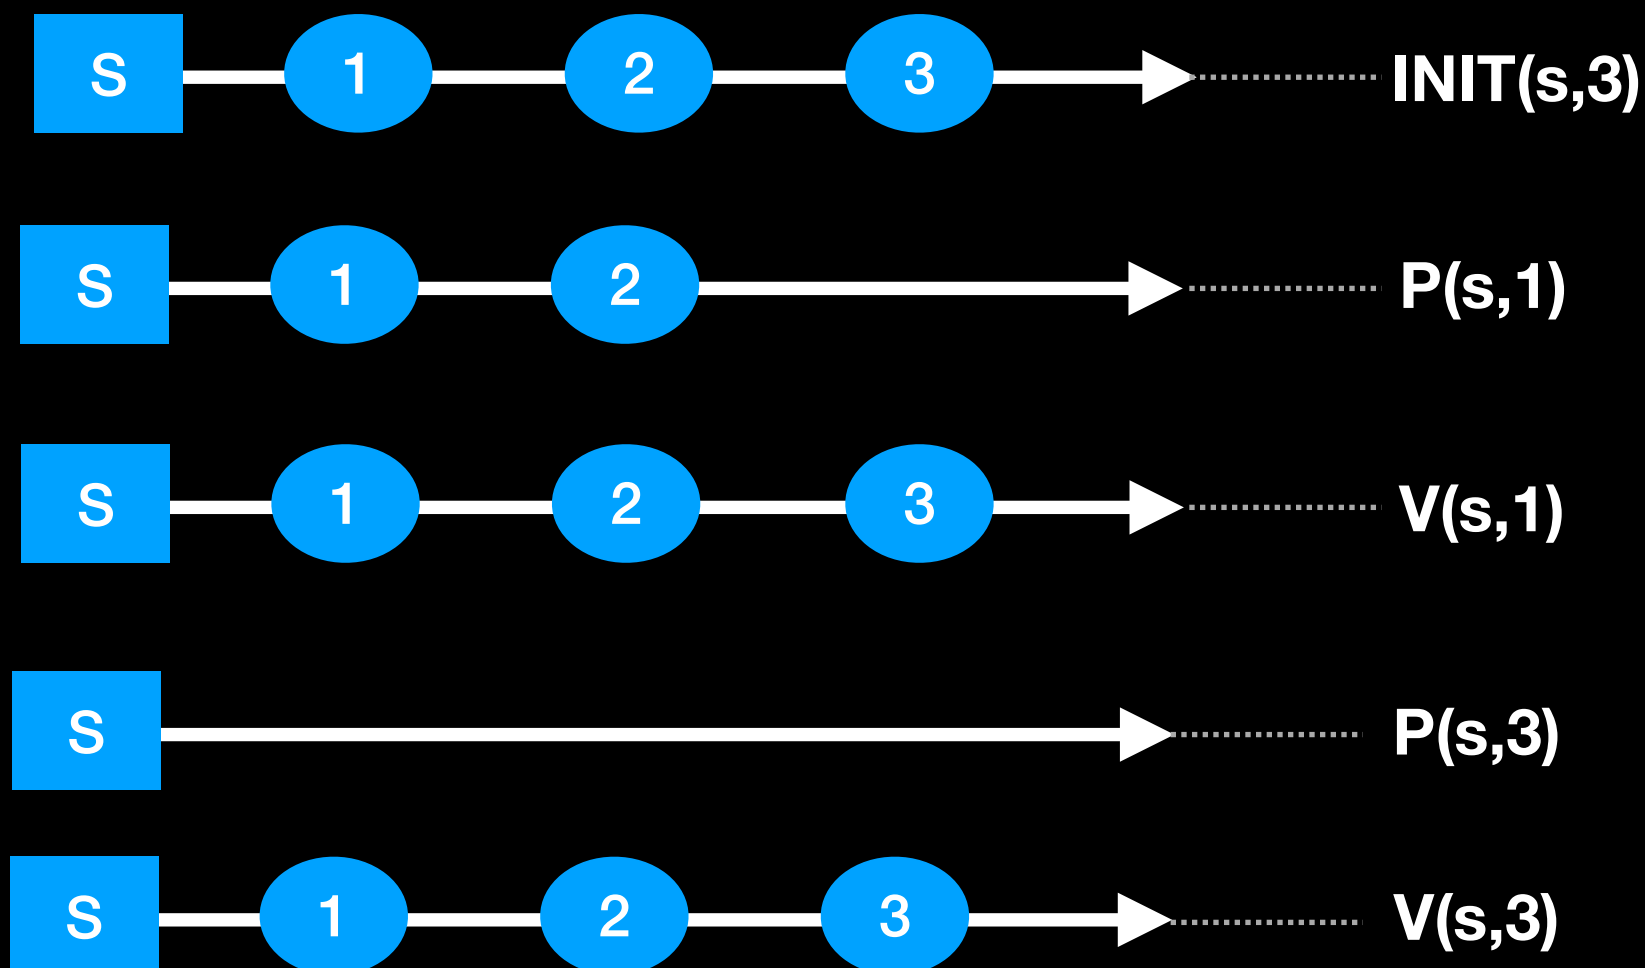 S 1 2 3 INIT(s,3)
S 1 2 P(s,1)
S 1 2 3 V(s,1)
S P(s,3)
S 1 2 3 V(s,3)